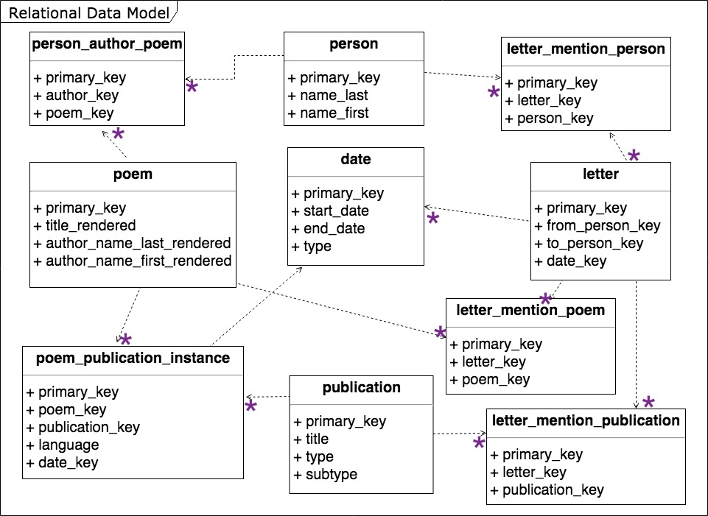 Relational Data Model
person_author_poem
+ primary_key
+ author_key
+ poem_key
*
*
person
+ primary_key
+ name_last
+ name_first
letter_mention_person
+ primary_key
+ letter_key
+ person_key
*
*
poem
+ primary_key
+ title_rendered
+ author_name_last_rendered
+ author_name_first_rendered
date
+ primary_key
+ start_date
+ end_date
+ type
*
letter
+ primary_key
+ from_person_key
+ to_person_key
+ date_key
letter_mention_poem
+ primary_key
+ letter_key
+ poem_key
*
*
poem_publication_instance
+ primary_key
+ poem_key
+ publication_key
+ language
+ date_key
*
*
publication
+ primary_key
+ title
+ type
+ subtype
letter_mention_publication
+ primary_key
+ letter_key
+ publication_key
*
*